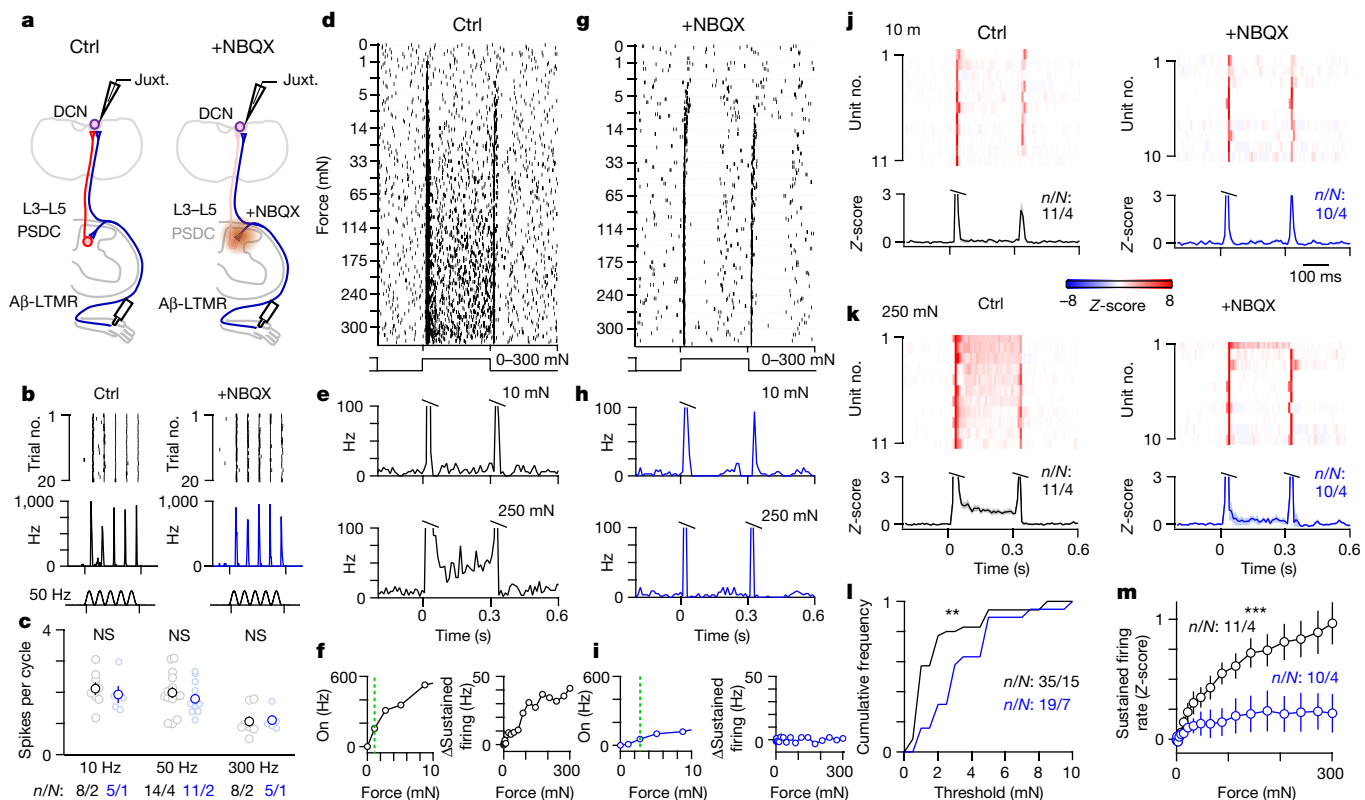 a
Ctrl
+NBQX
Juxt.
Juxt.
DCN
DCN
L3–L5
PSDC
L3–L5
PSDC
+NBQX
Aβ-LTMR
Aβ-LTMR
b
Ctrl
+NBQX
Trial no.
1
20
1
20
Hz
1,000
0
1,000
0
50 Hz
c
NS
NS
NS
Spikes per cycle
4
2
0
10 Hz
50 Hz
300 Hz
n/N: 8/2 5/1 14/4 11/2 8/2 5/1
d
Ctrl
Force (mN)
0
1
5
14
33
65
114
175
240
300
0–300 mN
e
10 mN
Hz
100
0
250 mN
Hz
100
0
0
0.3
0.6
Time (s)
f
On (Hz)
600
0
0
10
Force (mN)
ΔSustained
firing (Hz)
50
0
0
300
Force (mN)
g
+NBQX
0
1
5
14
33
65
114
175
240
300
0–300 mN
h
10 mN
Hz
100
0
250 mN
Hz
100
0
0
0.3
0.6
Time (s)
i
On (Hz)
600
0
0
10
Force (mN)
ΔSustained
firing (Hz)
50
0
0
300
Force (mN)
j
10 m
Ctrl
+NBQX
Unit no.
1
11
Unit no.
1
10
Z-score
3
0
n/N:
11/4
Z-score
3
0
n/N:
10/4
100 ms
–8
Z-score
8
k
250 mN
Ctrl
+NBQX
Unit no.
1
11
Unit no.
1
10
Z-score
3
0
n/N:
11/4
Z-score
3
0
n/N:
10/4
0
0.3
0.6
Time (s)
0
0.3
0.6
Time (s)
l
Cumulative frequency
1
0
**
n/N: 35/15
n/N: 19/7
0
2
4
6
8
10
Threshold (mN)
m
Sustained firing
rate (Z-score)
1
0
***
n/N: 11/4
n/N: 10/4
0
300
Force (mN)